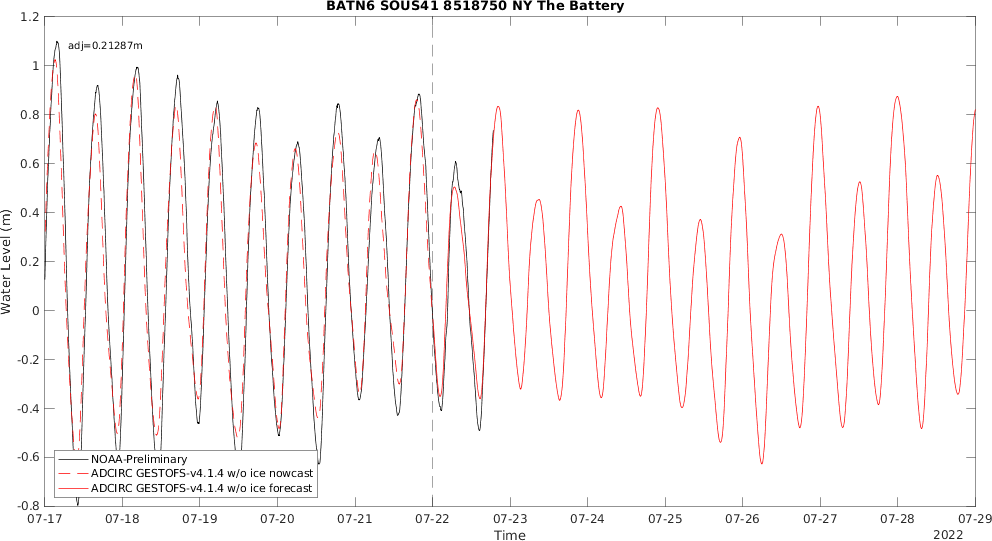 BATN6 SOUS41 8518750 NY The Battery
1.2
adj=0.21287m
1
0.8
0.6
0.4
0.2
0
-0.2
-0.4
-0.6
-0.8
Water Level (m)
NOAA-Preliminary
ADCIRC GESTOFS-v4.1.4 w/o ice nowcast
ADCIRC GESTOFS-v4.1.4 w/o ice forecast
07-17 07-18 07-19 07-20 07-21 07-22 07-23 07-24 07-25 07-26 07-27 07-28 07-29
Time
2022